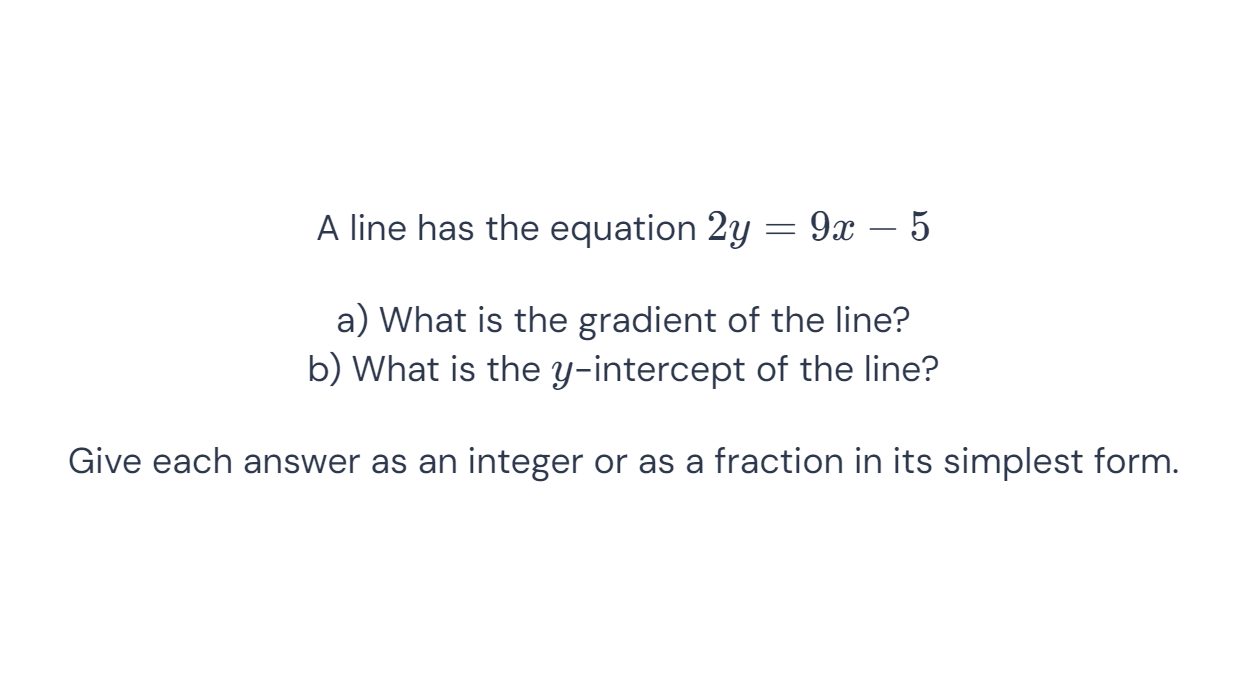 A line has the equation 2y = 9x − 5
a) What is the gradient of the line?
b) What is the y-intercept of the line?
Give each answer as an integer or as a fraction in its simplest form.